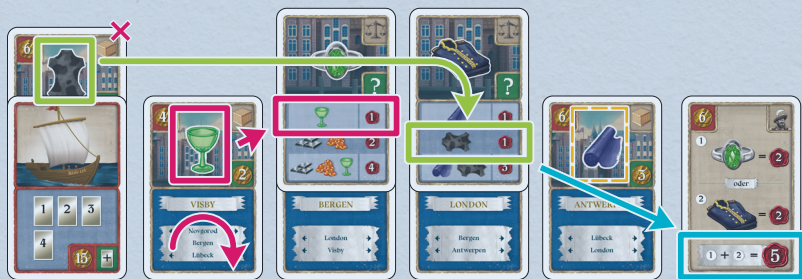 6
1 2 3
4
15 +
4
2
VISBY
Novgorod
Bergen
Lübeck
?
1
2
4
BERGEN
London
Visby
?
1
1
3
LONDON
Bergen
Antwerpen
6
3
ANTWERPEN
Lübeck
London
6
1
= 2
oder
2
= 2
1 + 2 = 5